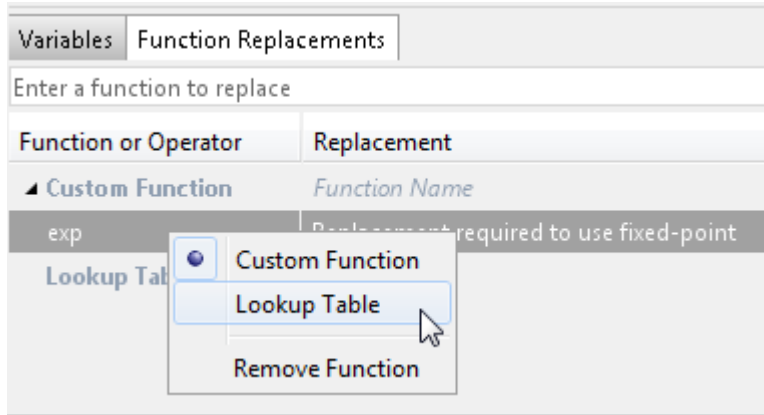 Variables Function Replacements
Enter a function to replace
Function or Operator Replacement
Custom Function Function Name
exp required to use fixed-point
Custom Function
Lookup
Lookup Table
Remove Function